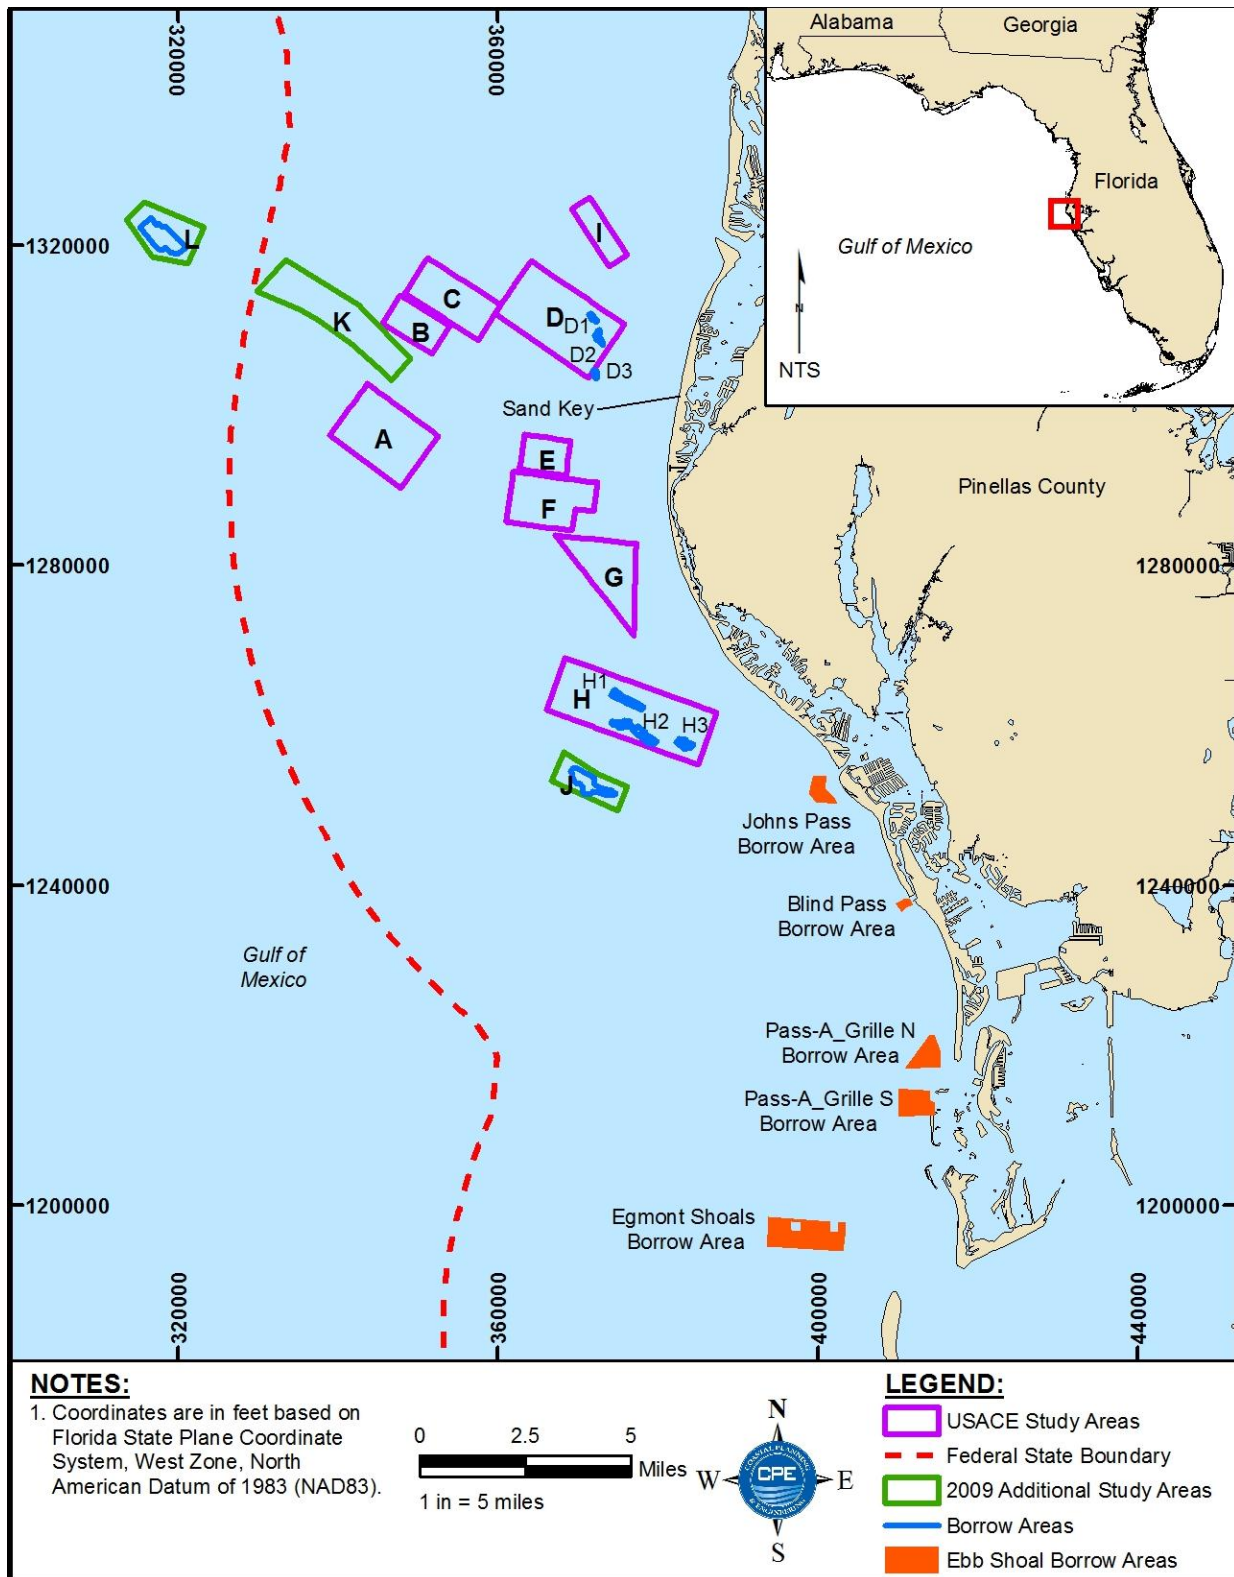 320000
360000
Alabama
Georgia
Florida
Gulf of Mexico
N
NTS
1320000
L
I
C
K
B
D
D1
D2
D3
Sand Key
A
E
Pinellas County
F
1280000
1280000
G
H1
H
H2
H3
J
Johns Pass
Borrow Area
1240000
1240000
Blind Pass
Borrow Area
Gulf of
Mexico
Pass-A_Grille N
Borrow Area
Pass-A_Grille S
Borrow Area
1200000
1200000
Egmont Shoals
Borrow Area
320000
360000
400000
440000
NOTES:
1. Coordinates are in feet based on
Florida State Plane Coordinate
System, West Zone, North
American Datum of 1983 (NAD83).
0 2.5 5
Miles
1 in = 5 miles
N
W
E
S
COASTAL PLANNING
CPE
& ENGINEERING
LEGEND:
USACE Study Areas
Federal State Boundary
2009 Additional Study Areas
Borrow Areas
Ebb Shoal Borrow Areas